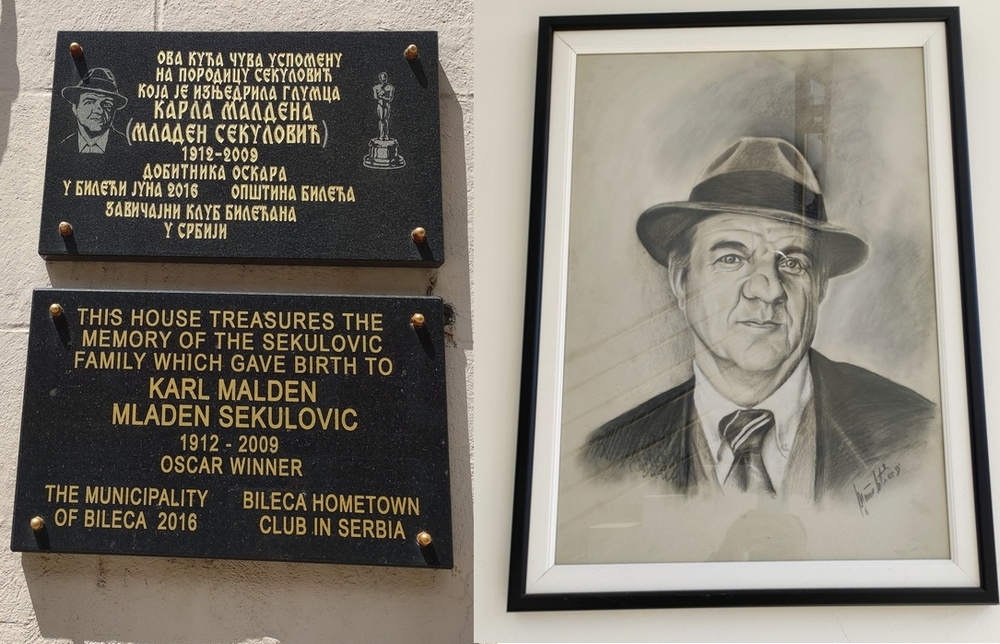 ОВА КУЋА ЧУВА УСПОМЕНУ
НА ПОРОДИЦУ СЕКУЛОВИЋ
КОЈА ЈЕ ИЗЊЕДРИЛА ГЛУМЦА
КАРЛА МАЛДЕНА
(МЛАДЕН СЕКУЛОВИЋ)
1912-2009
ДОБИТНИКА ОСКАРА
У БИЛЕЋИ ЈУНА 2016 ОПШТИНА БИЛЕЋА
ЗАВИЧАЈНИ КЛУБ БИЛЕЋАНА
У СРБИЈИ
THIS HOUSE TREASURES THE
MEMORY OF THE SEKULOVIC
FAMILY WHICH GAVE BIRTH TO
KARL MALDEN
MLADEN SEKULOVIC
1912 - 2009
OSCAR WINNER
THE MUNICIPALITY
OF BILECA 2016
BILECA HOMETOWN
CLUB IN SERBIA